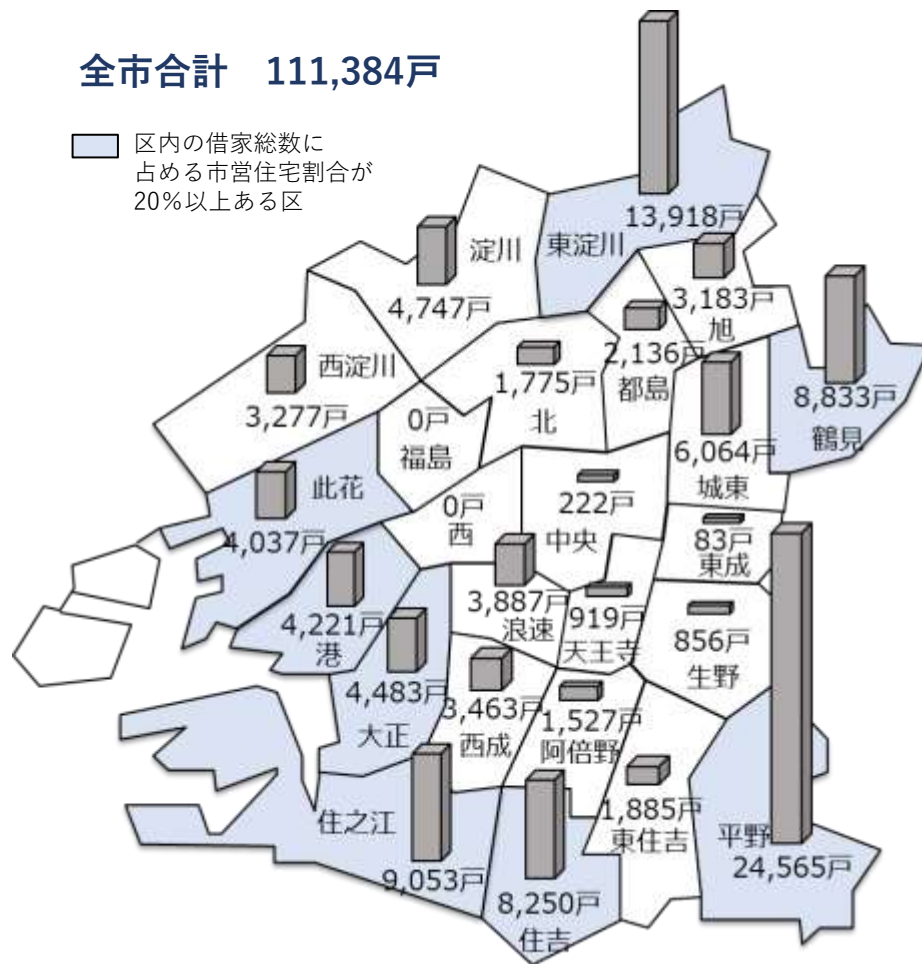 全市合計　111,384戸
区内の借家総数に
占める市営住宅割合が
20％以上ある区
13,918戸
東淀川
淀川
4,747戸
3,183戸
旭
2,136戸
都島
西淀川
3,277戸
1,775戸
北
8,833戸
鶴見
0戸
福島
6,064戸
城東
此花
4,037戸
0戸
西
222戸
中央
83戸
東成
4,221戸
港
3,887戸
浪速
919戸
天王寺
856戸
生野
4,483戸
大正
3,463戸
西成
1,527戸
阿倍野
1,885戸
東住吉
平野
24,565戸
住之江
9,053戸
8,250戸
住吉